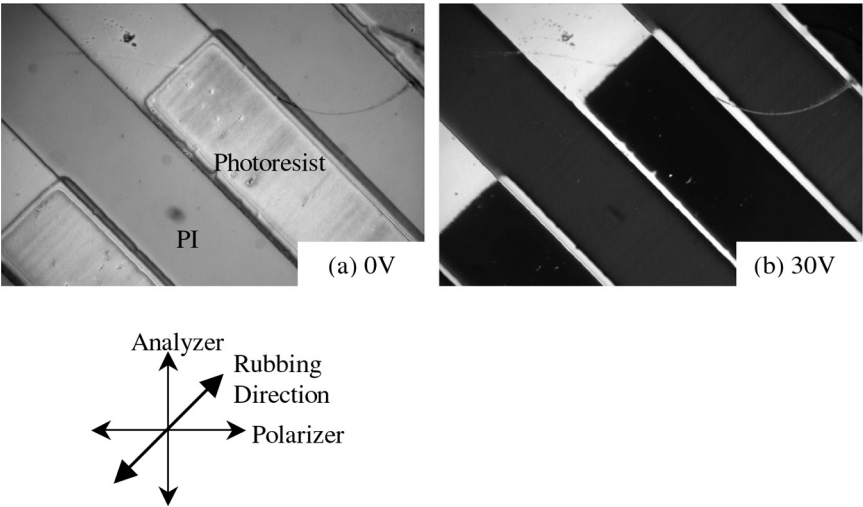 Photoresist
PI
(a) 0V
(b) 30V
Analyzer
Rubbing
Direction
Polarizer